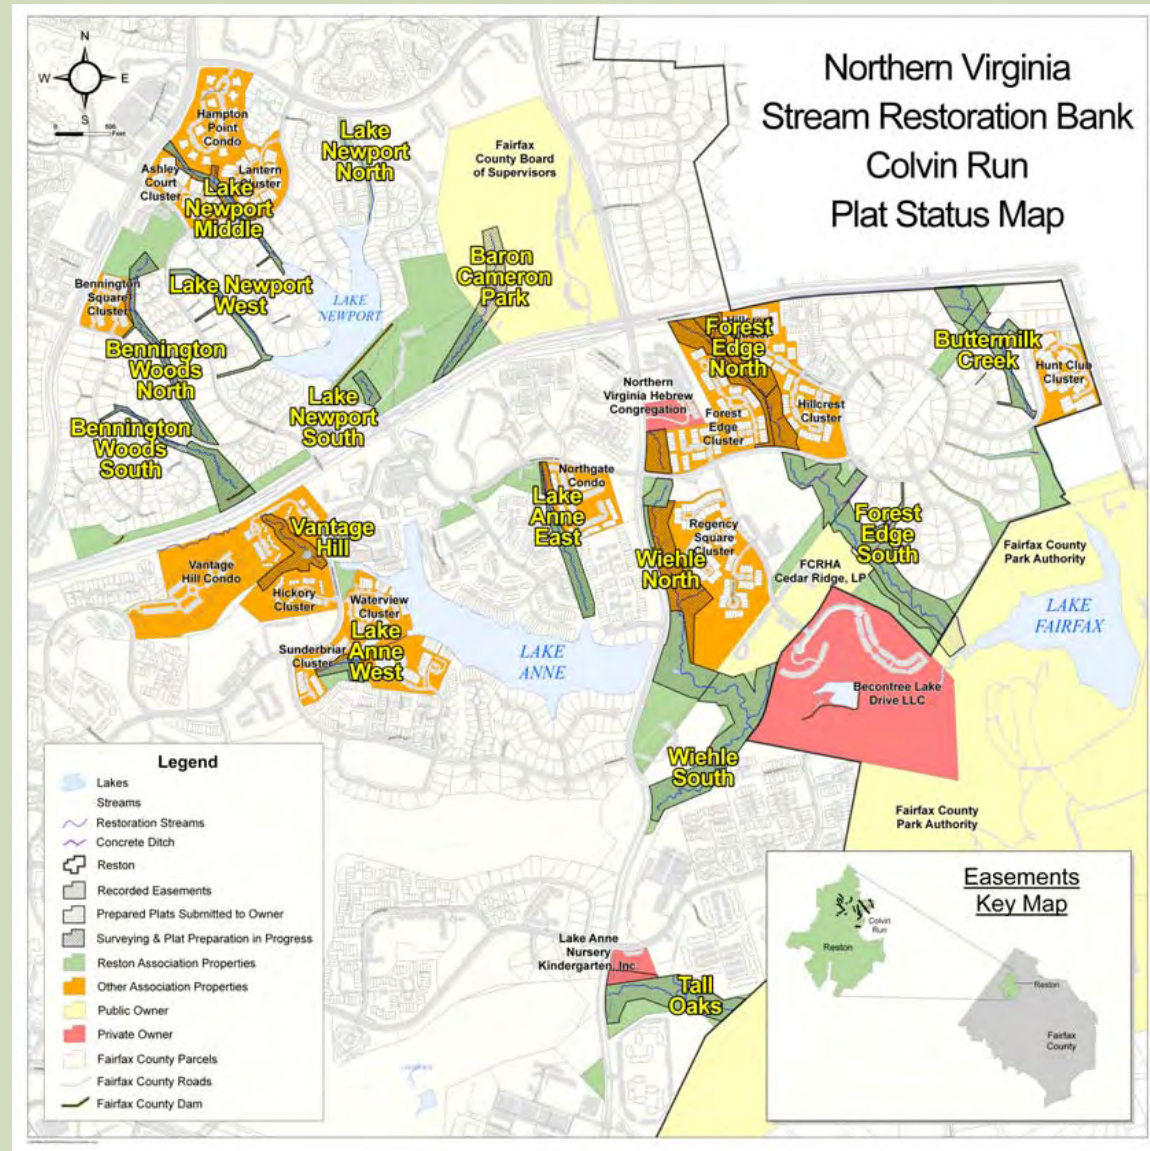 Northern Virginia
Stream Restoration Bank
Colvin Run
Plat Status Map
N
W
E
S
0
500
Feet
Hampton
Point
Condo
Ashley
Court
Cluster
Lantern
Cluster
Lake
Newport
Middle
Lake
Newport
North
Fairfax
County Board
of Supervisors
Baron
Cameron
Park
Bennington
Square
Cluster
Lake Newport
West
LAKE
NEWPORT
Bennington
Woods
North
Lake
Newport
South
Bennington
Woods
South
Northern
Virginia Hebrew
Congregation
Hillcrest
Cluster
Forest
Edge
North
Forest
Edge
Cluster
Hillcrest
Cluster
Buttermilk
Creek
Hunt Club
Cluster
Northgate
Condo
Lake
Anne
East
Vantage
Hill
Vantage
Hill Condo
Hickory
Cluster
Waterview
Cluster
Sunderbriar
Cluster
Lake
Anne
West
LAKE
ANNE
Regency
Square
Cluster
Wiehle
North
Forest
Edge
South
FCRHA
Cedar Ridge, LP
Fairfax County
Park Authority
LAKE
FAIRFAX
Becontree Lake
Drive LLC
Wiehle
South
Fairfax County
Park Authority
Lake Anne
Nursery
Kindergarten, Inc
Tall
Oaks
Legend
Lakes
Streams
Restoration Streams
Concrete Ditch
Reston
Recorded Easements
Prepared Plats Submitted to Owner
Surveying & Plat Preparation in Progress
Reston Association Properties
Other Association Properties
Public Owner
Private Owner
Fairfax County Parcels
Fairfax County Roads
Fairfax County Dam
Easements
Key Map
Colvin
Run
Reston
Reston
Fairfax
County